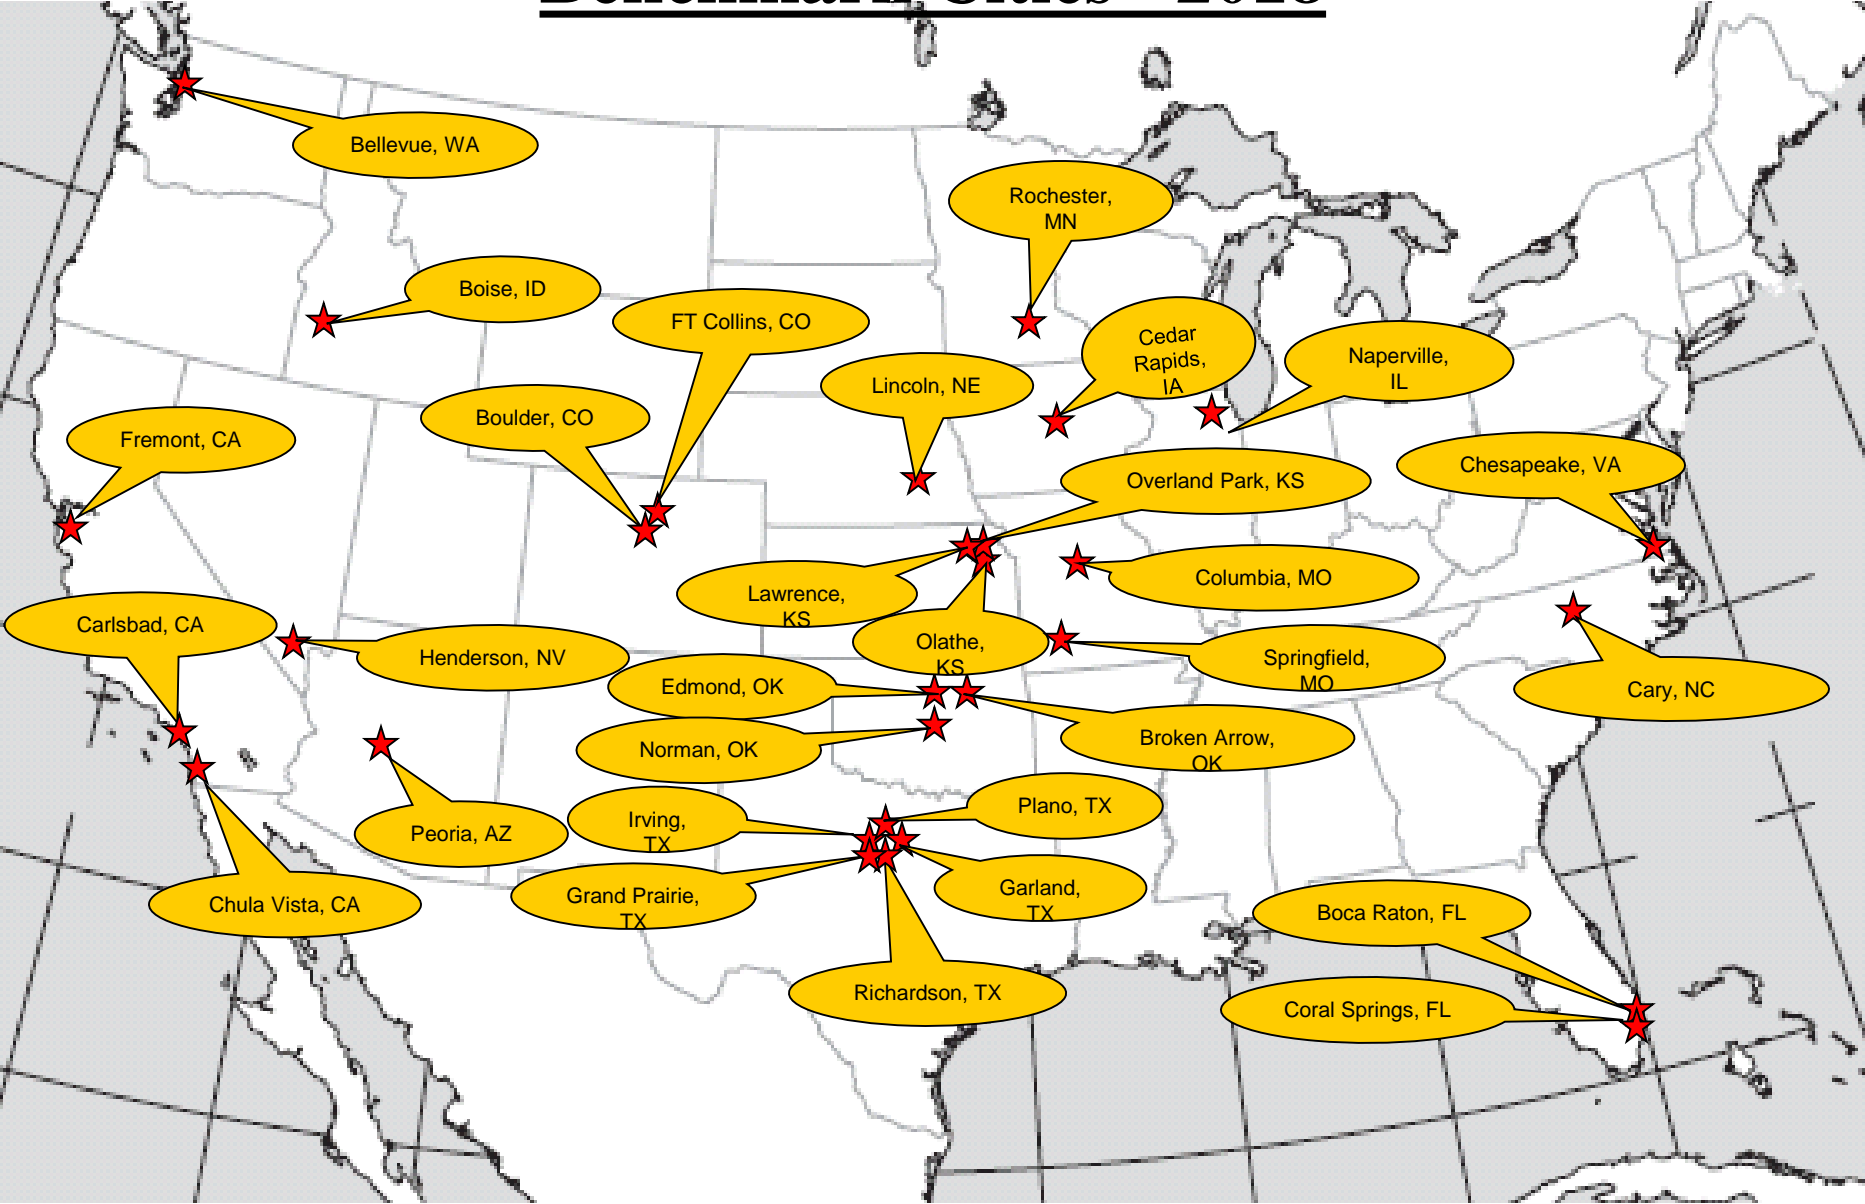 Benchmark Cities - 2018
Bellevue, WA
Rochester,
MN
Boise, ID
FT Collins, CO
Cedar
Rapids,
IA
Naperville,
IL
Lincoln, NE
Boulder, CO
Fremont, CA
Chesapeake, VA
Overland Park, KS
Columbia, MO
Lawrence,
KS
Carlsbad, CA
Olathe,
KS
Henderson, NV
Springfield,
MO
Edmond, OK
Cary, NC
Norman, OK
Broken Arrow,
OK
Plano, TX
Irving,
TX
Peoria, AZ
Grand Prairie,
TX
Garland,
TX
Chula Vista, CA
Boca Raton, FL
Richardson, TX
Coral Springs, FL